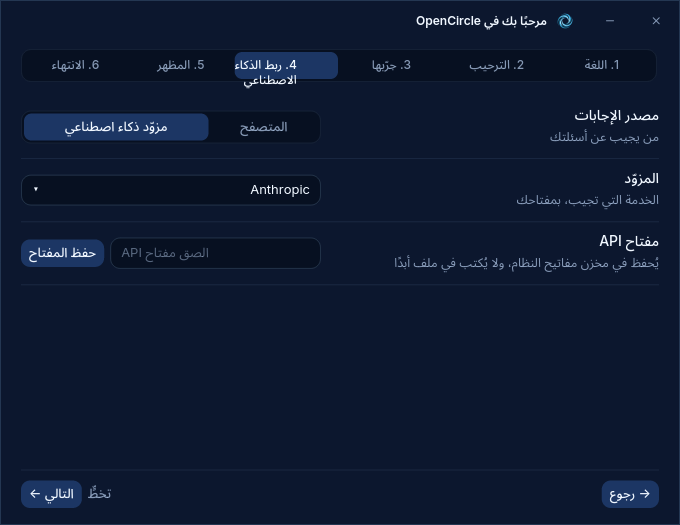 مرحبًا بك في OpenCircle
1. اللغة
2. الترحيب
3. جرّبها
4. ربط الذكاء
الاصطناعي
5. المظهر
6. الانتهاء
مصدر الإجابات
من يجيب عن أسئلتك
المتصفح
مزوّد ذكاء اصطناعي
المزوّد
الخدمة التي تجيب، بمفتاحك
Anthropic
مفتاح API
يُحفظ في مخزن مفاتيح النظام، ولا يُكتب في ملف أبدًا
الصق مفتاح API
حفظ المفتاح
→ رجوع
تخطٍّ
التالي ←